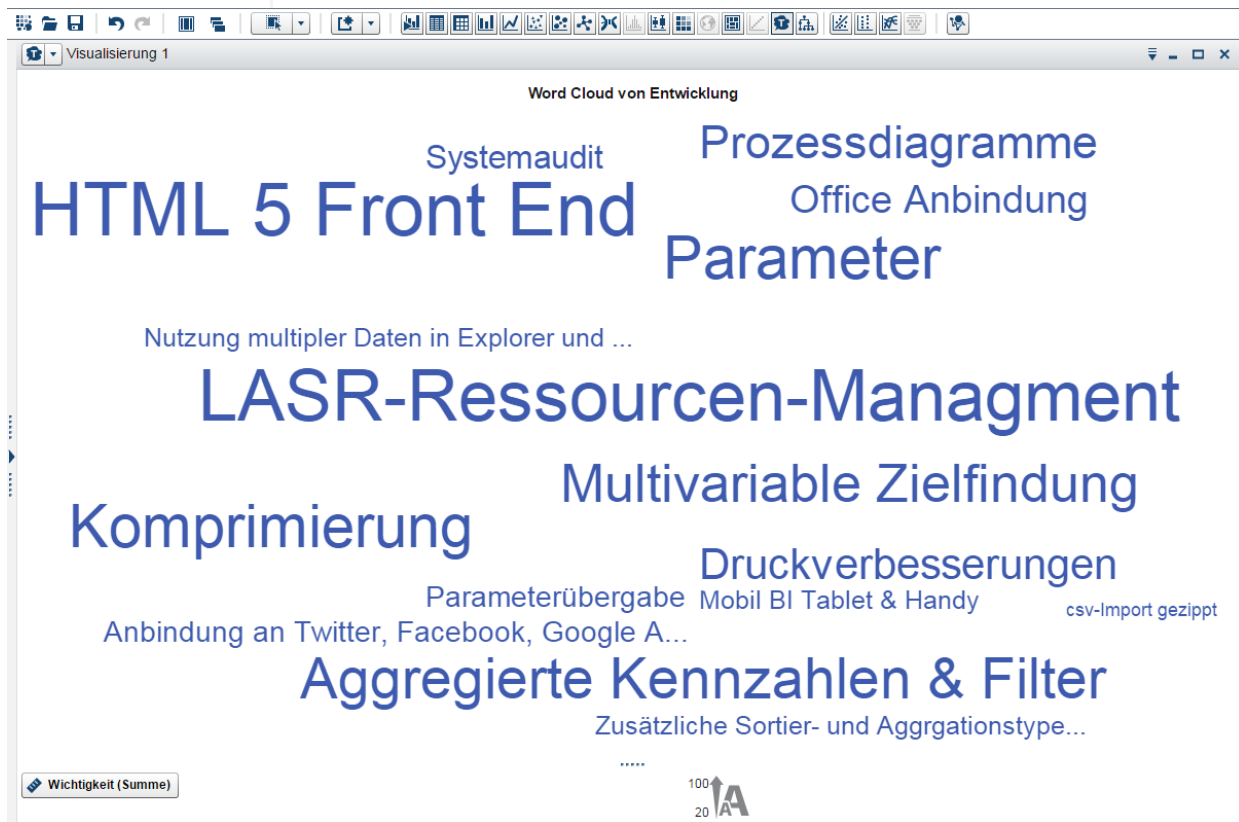 Visualisierung 1
Word Cloud von Entwicklung
Prozessdiagramme
Systemaudit
HTML 5 Front End
Office Anbindung
Parameter
Nutzung multipler Daten in Explorer und ...
LASR-Ressourcen-Managment
Multivariable Zielfindung
Komprimierung
Druckverbesserungen
Parameterübergabe
Mobil BI Tablet & Handy
csv-Import gezippt
Anbindung an Twitter, Facebook, Google A...
Aggregierte Kennzahlen & Filter
Zusätzliche Sortier- und Aggrgationstype...
Wichtigkeit (Summe)
100
20
AA